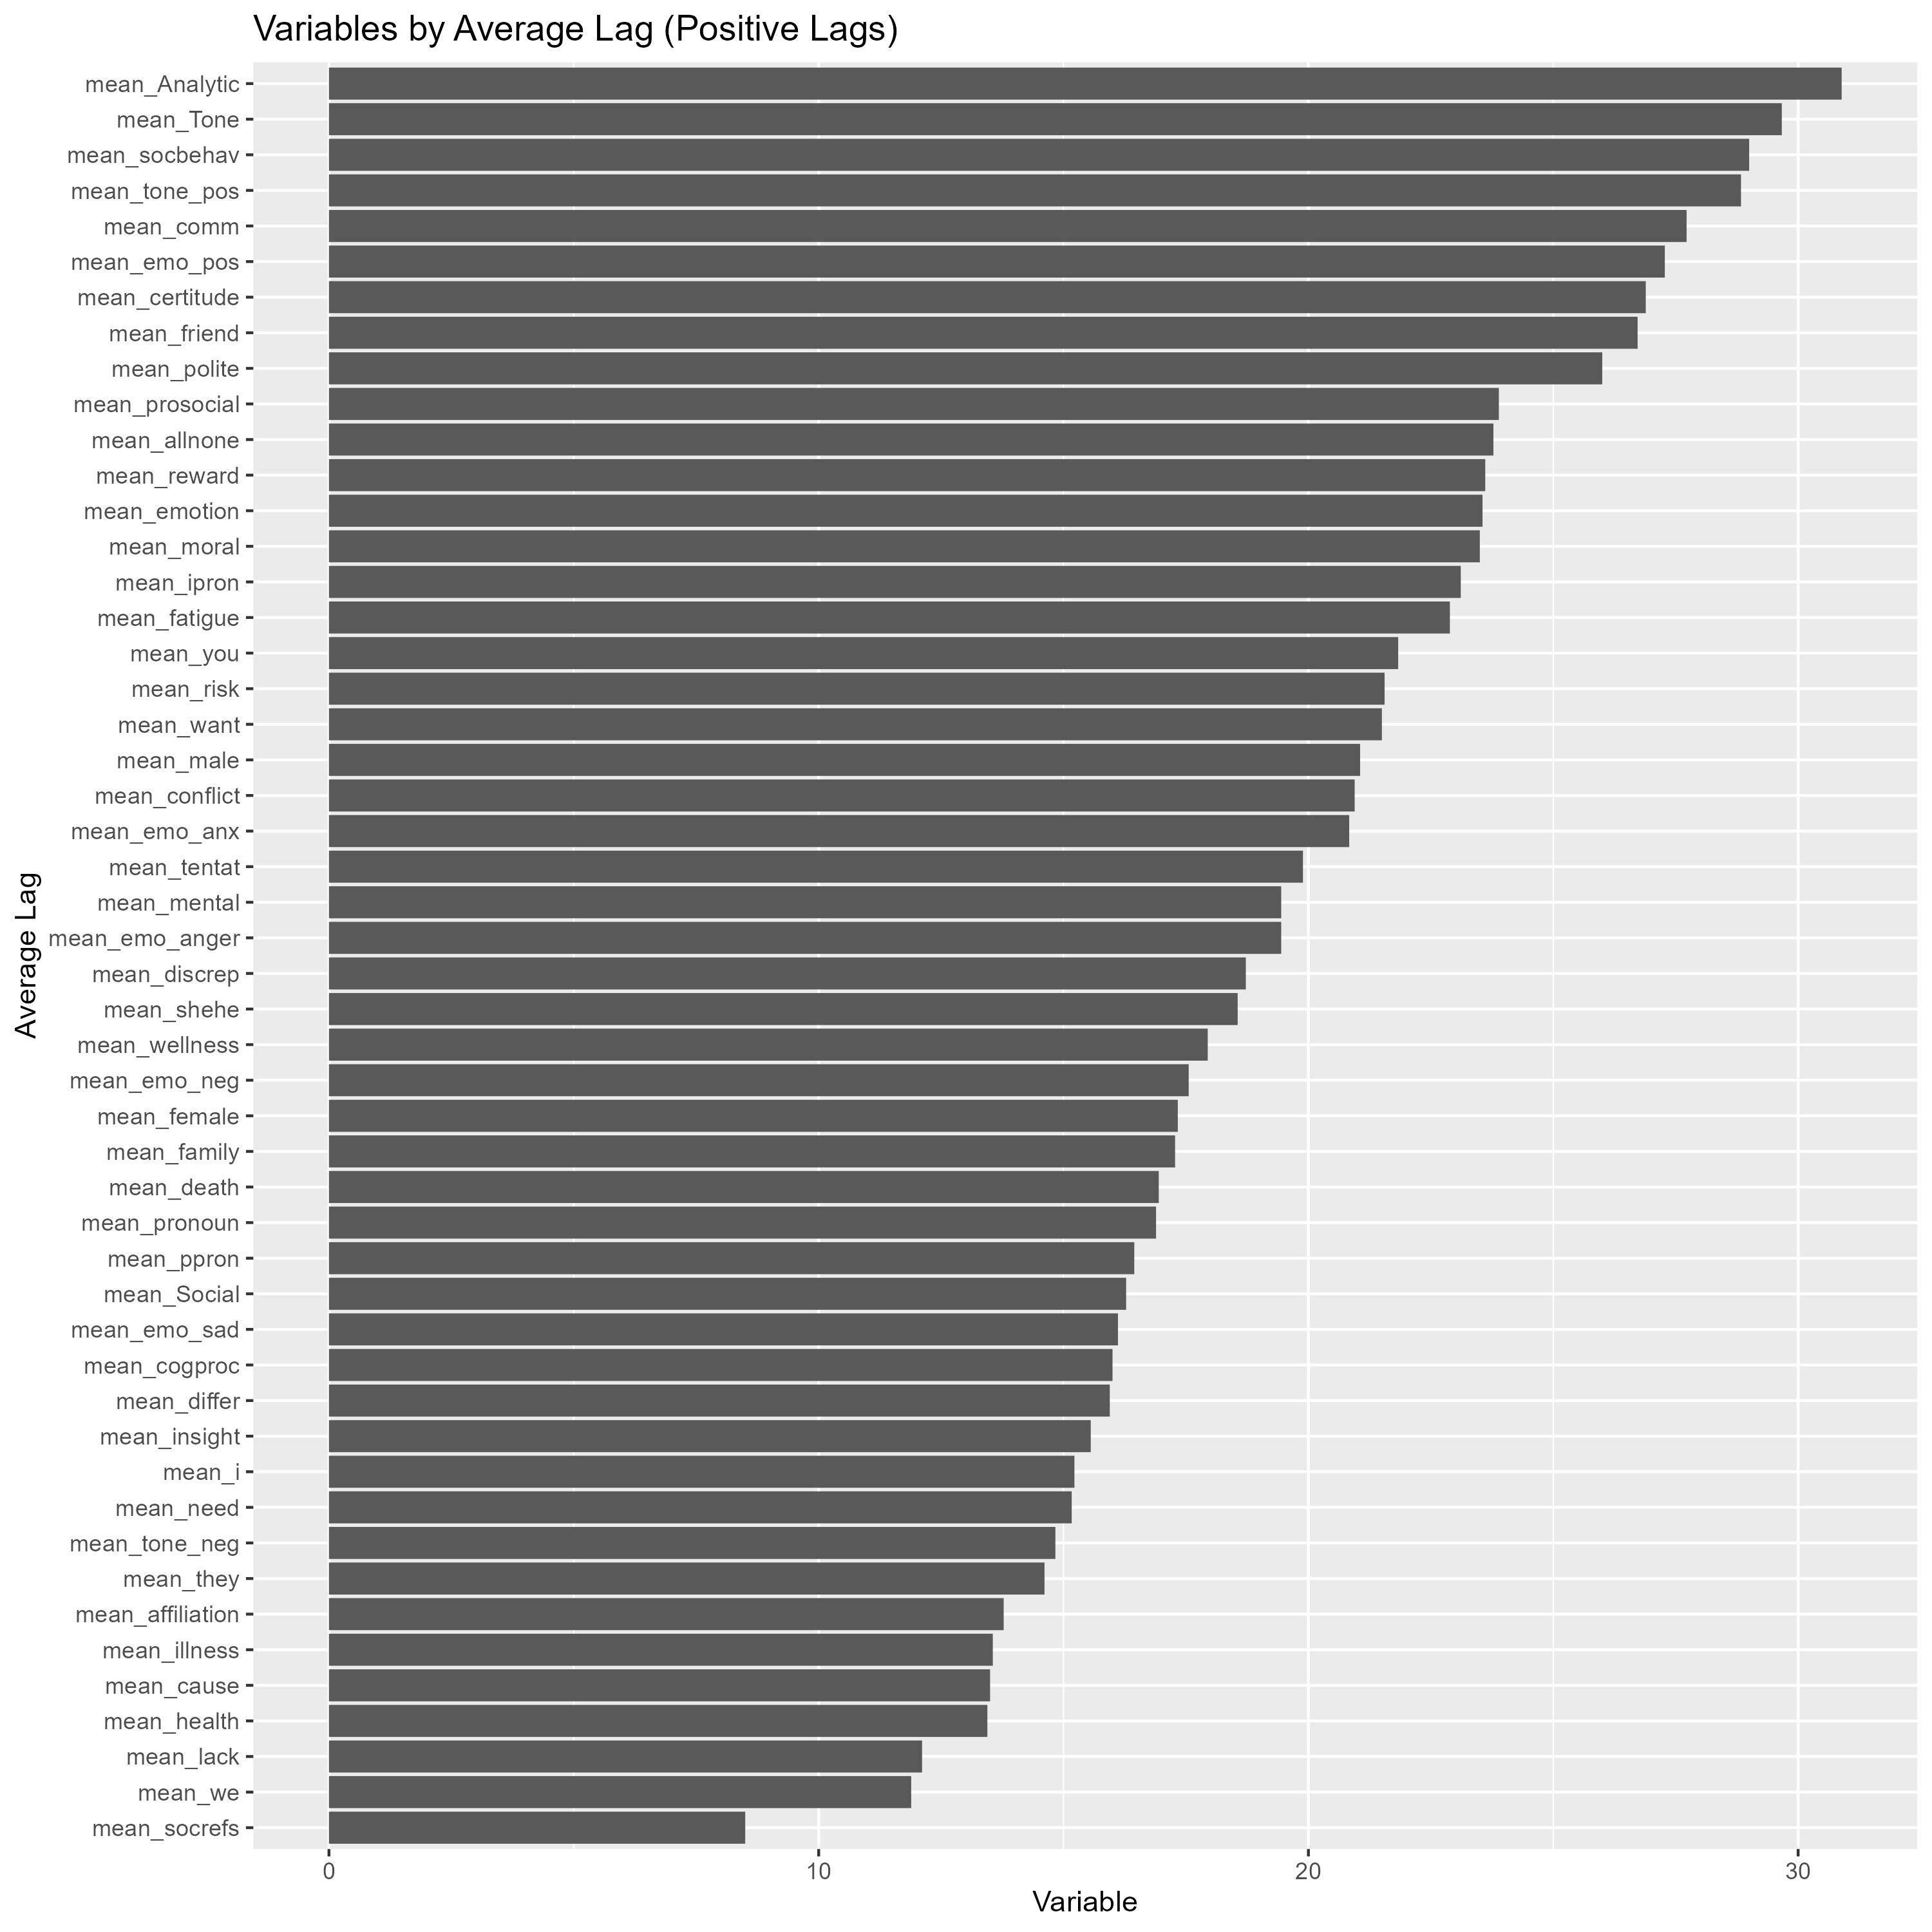 Variables by Average Lag (Positive Lags)
mean_Analytic
mean_Tone
mean_socbehav
mean_tone_pos
mean_comm
mean_emo_pos
mean_certitude
mean_friend
mean_polite
mean_prosocial
mean_allnone
mean_reward
mean_emotion
mean_moral
mean_ipron
mean_fatigue
mean_you
mean_risk
mean_want
mean_male
mean_conflict
mean_emo_anx
mean_tentat
mean_mental
mean_emo_anger
mean_discrep
mean_shehe
mean_wellness
mean_emo_neg
mean_female
mean_family
mean_death
mean_pronoun
mean_ppron
mean_Social
mean_emo_sad
mean_cogproc
mean_differ
mean_insight
mean_i
mean_need
mean_tone_neg
mean_they
mean_affiliation
mean_illness
mean_cause
mean_health
mean_lack
mean_we
mean_socrefs
Average Lag
0 10 20 30
Variable